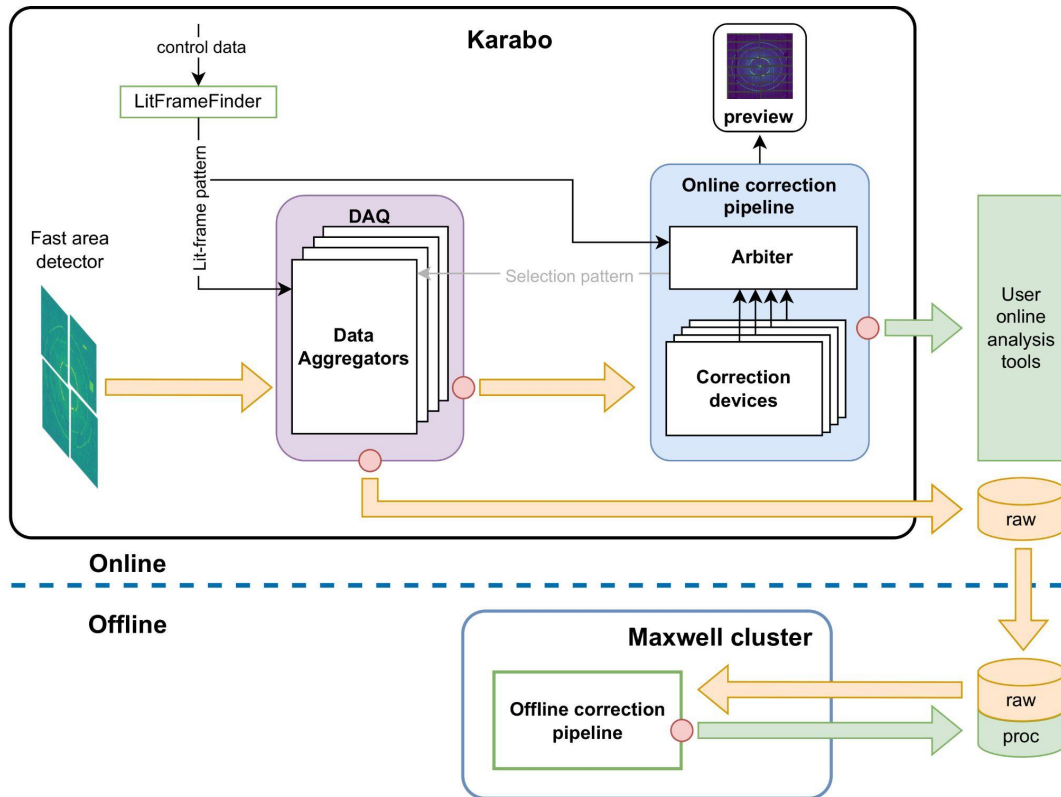 Karabo
control data
LitFrameFinder
Lit-frame pattern
preview
Online correction
pipeline
DAQ
Arbiter
Fast area
detector
Selection pattern
Data
Aggregators
Correction
devices
User
online
analysis
tools
raw
Online
Offline
Maxwell cluster
Offline correction
pipeline
raw
proc